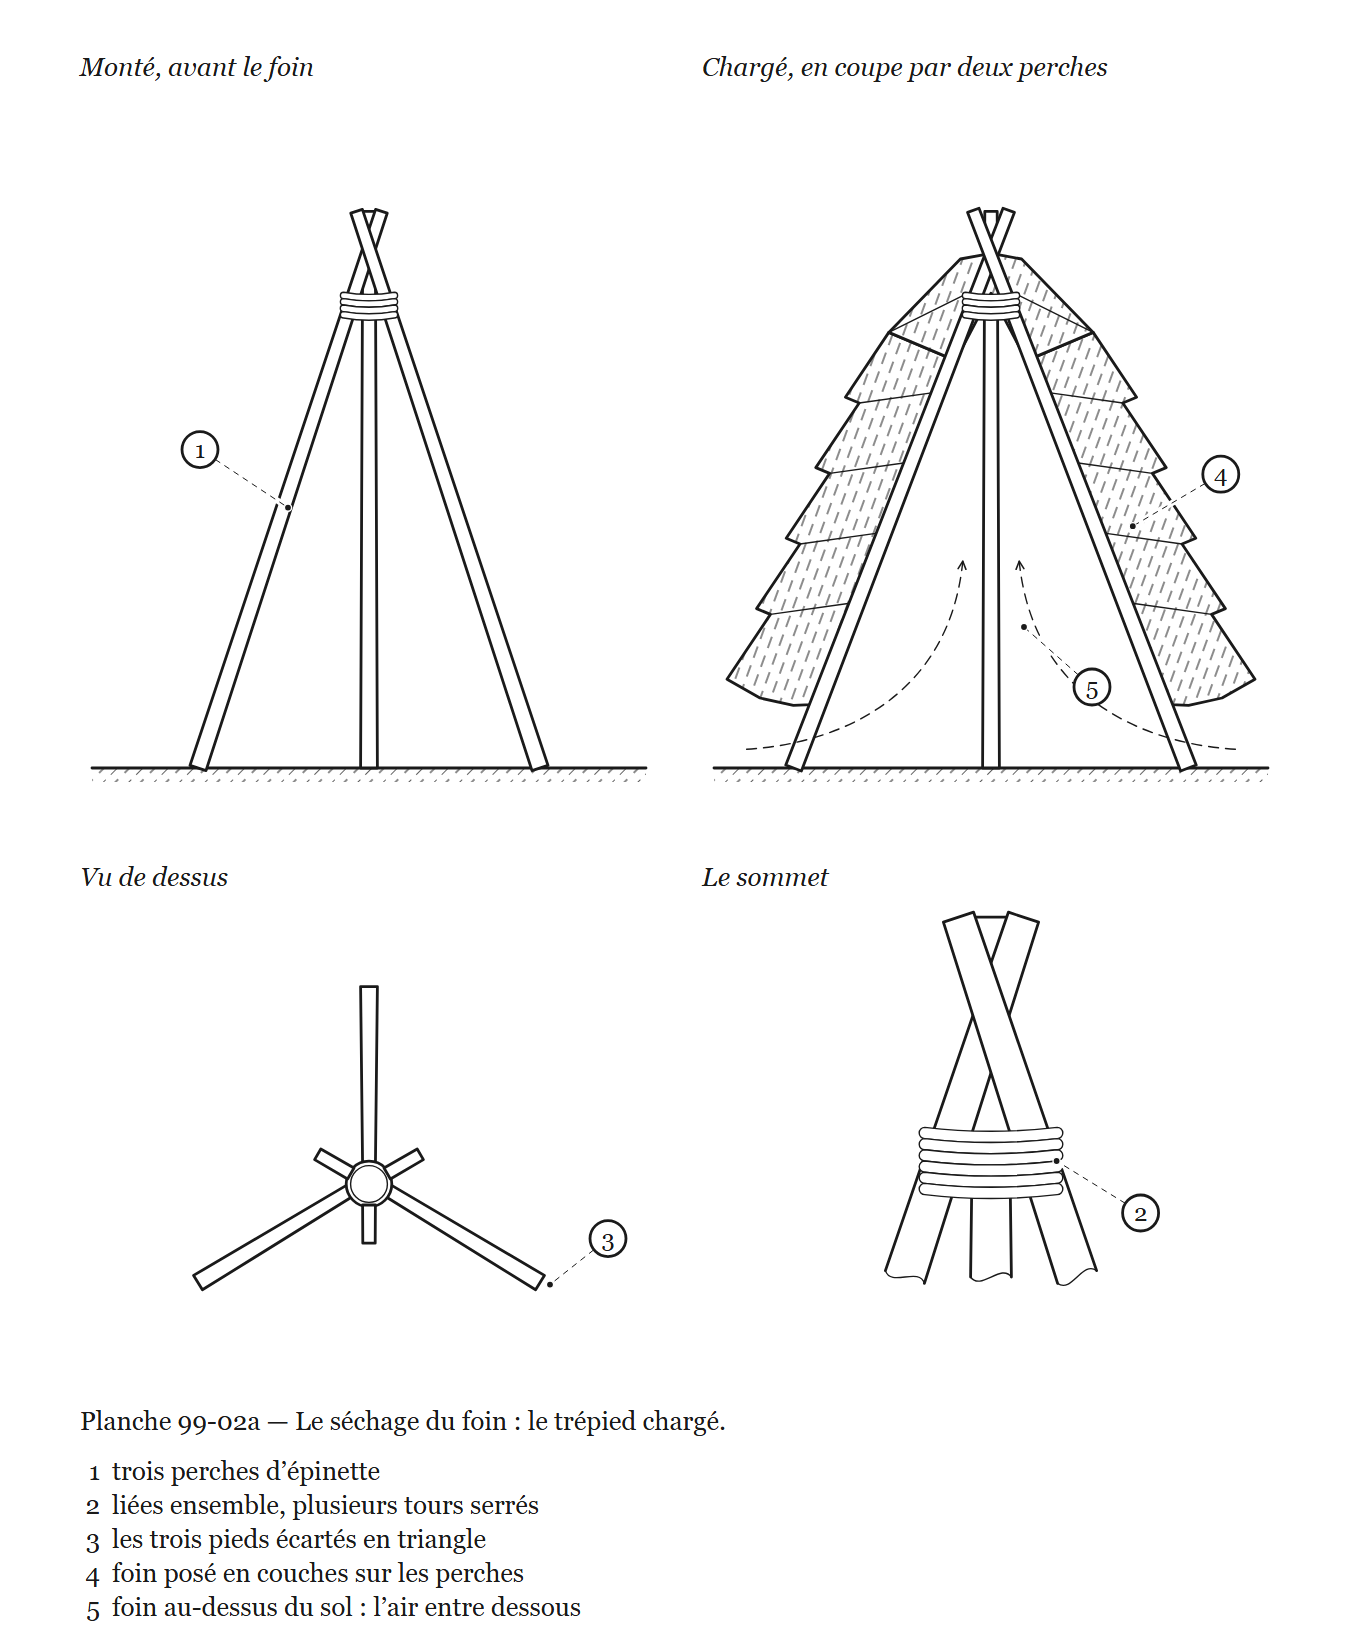 Monté, avant le foin
Chargé, en coupe par deux perches
1
4
5
Vu de dessus
Le sommet
2
3
Planche 99-02a — Le séchage du foin : le trépied chargé.
1 trois perches d’épinette
2 liées ensemble, plusieurs tours serrés
3 les trois pieds écartés en triangle
4 foin posé en couches sur les perches
5 foin au-dessus du sol : l’air entre dessous